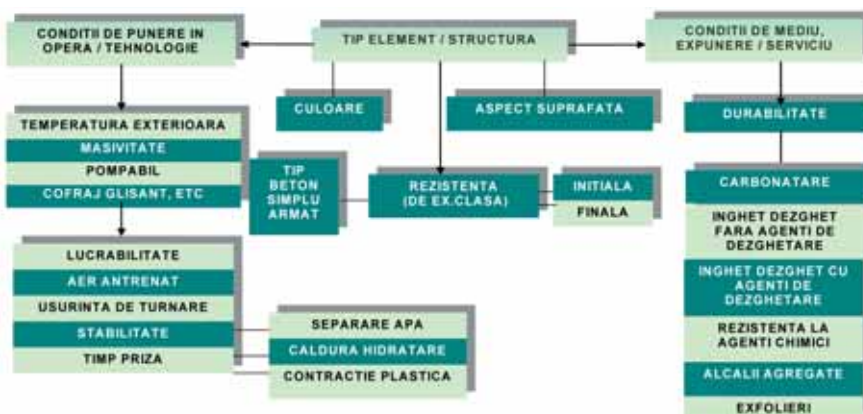 CONDITII DE PUNERE IN
OPERA / TEHNOLOGIE
TIP ELEMENT / STRUCTURA
CONDITII DE MEDIU,
EXPUNERE / SERVICIU
CULOARE
ASPECT SUPRAFATA
DURABILITATE
TEMPERATURA EXTERIOARA
MASIVITATE
POMPABIL
COFRAJ GLISANT, ETC
TIP
BETON
SIMPLU
ARMAT
REZISTENTA
(DE EX.CLASA)
INITIALA
FINALA
CARBONATARE
INGHET DEZGHET
FARA AGENTI DE
DEZGHETARE
INGHET DEZGHET CU
AGENTI DE
DEZGHETARE
REZISTENTA LA
AGENTI CHIMICI
ALCALII AGREGATE
EXFOLIERI
LUCRABILITATE
AER ANTRENAT
USURINTA DE TURNARE
STABILITATE
TIMP PRIZA
SEPARARE APA
CALDURA HIDRATARE
CONTRACTIE PLASTICA